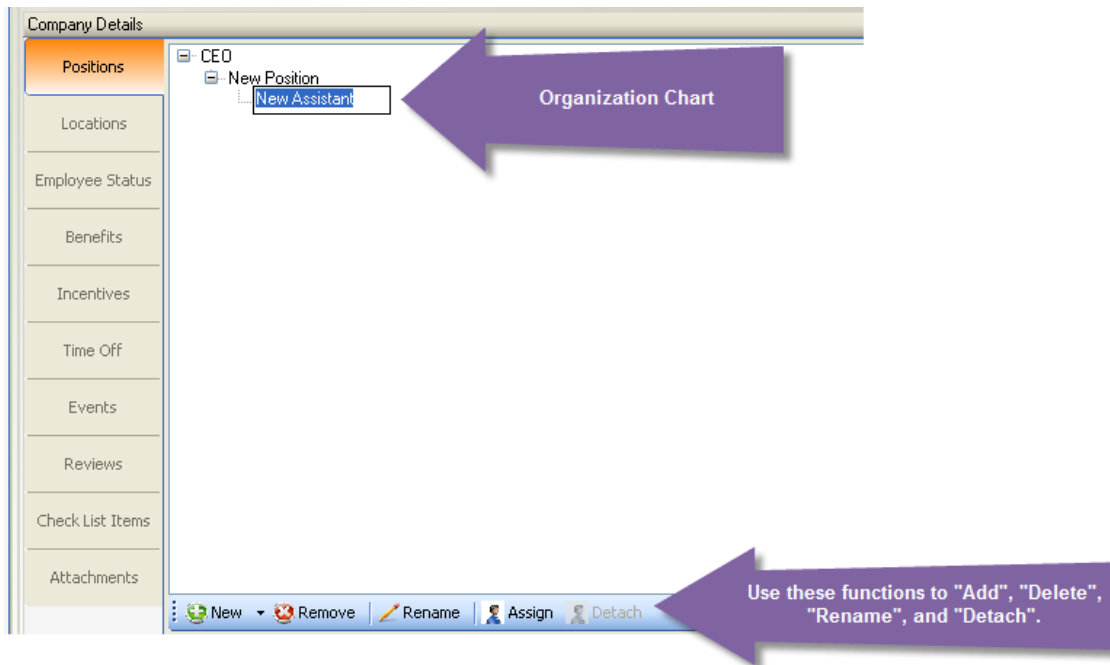 Company Details
Positions
Locations
Employee Status
Benefits
Incentives
Time Off
Events
Reviews
Check List Items
Attachments
CEO
New Position
New Assistant
Organization Chart
New
Remove
Rename
Assign
Detach
Use these functions to "Add", "Delete",
"Rename", and "Detach".